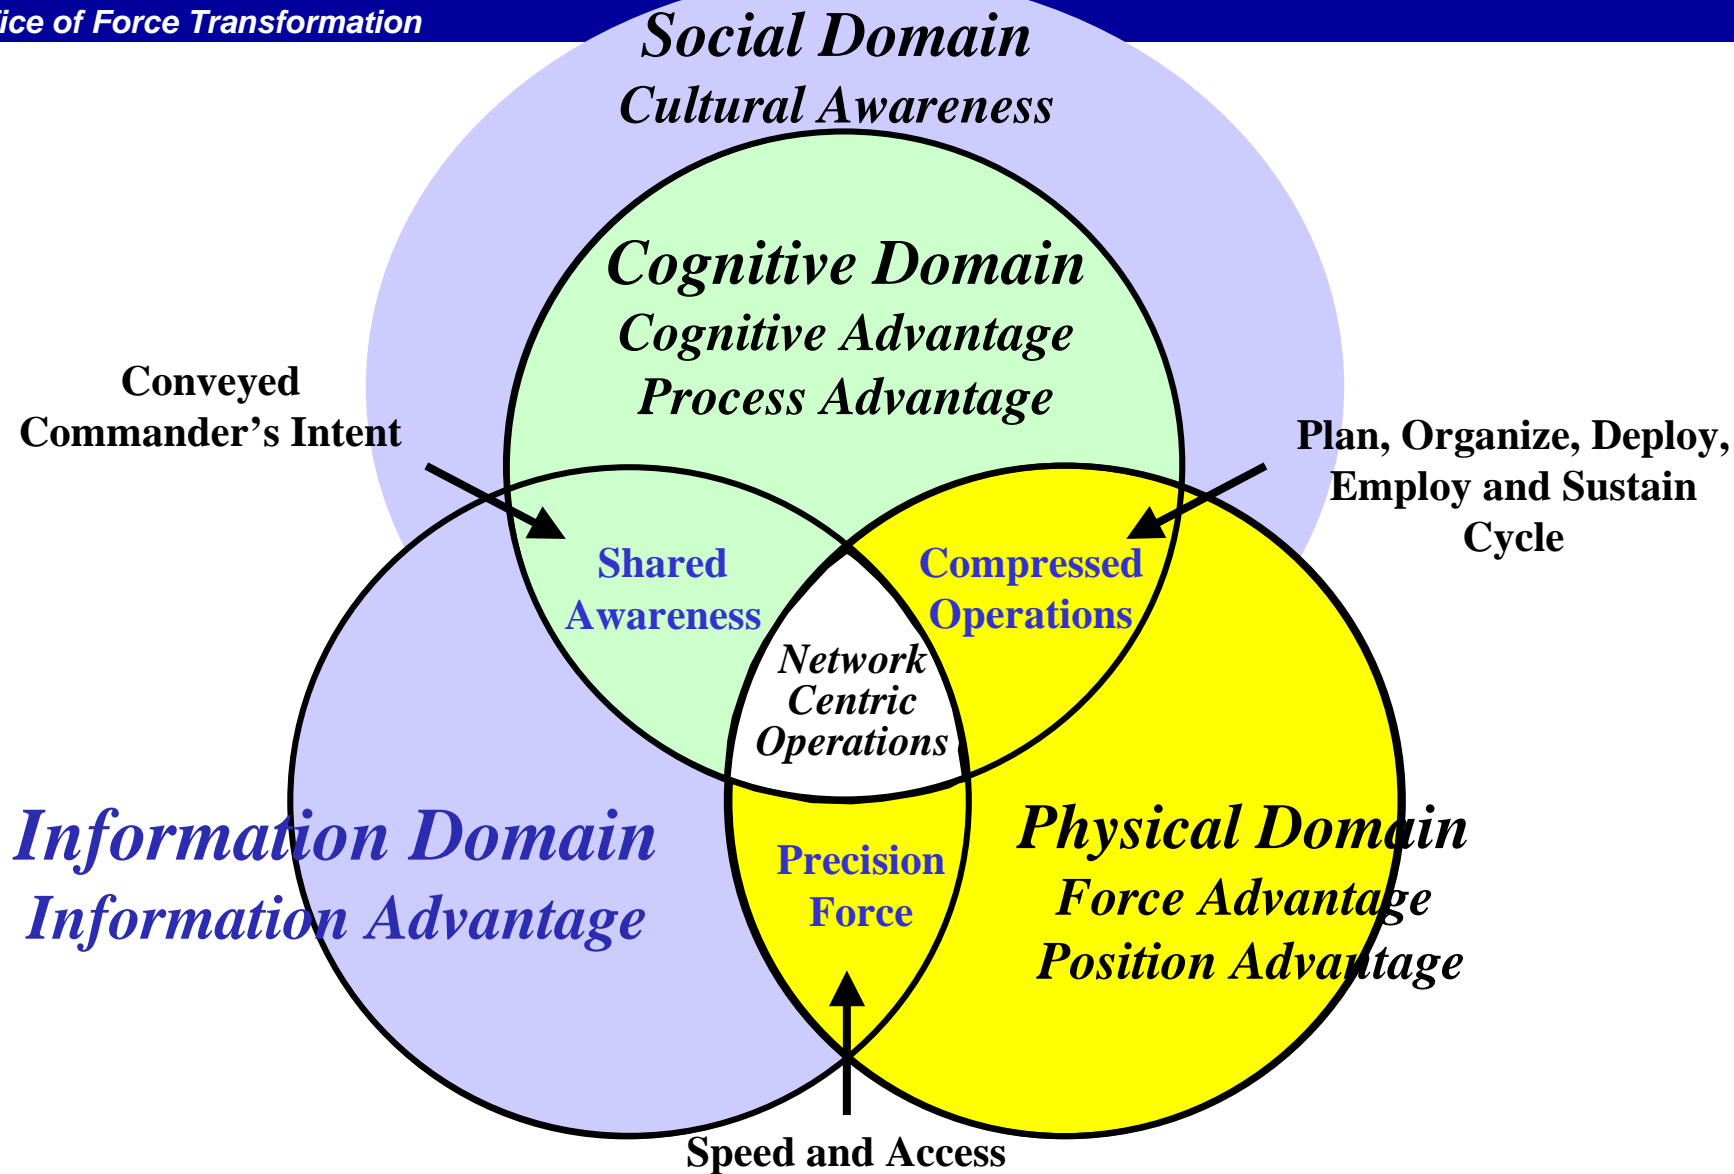 ice of Force Transformation
Social Domain
Cultural Awareness
Cognitive Domain
Cognitive Advantage
Process Advantage
Conveyed
Commander’s Intent
Plan, Organize, Deploy,
Employ and Sustain
Cycle
Shared
Awareness
Compressed
Operations
Network
Centric
Operations
Information Domain
Information Advantage
Precision
Force
Physical Domain
Force Advantage
Position Advantage
Speed and Access